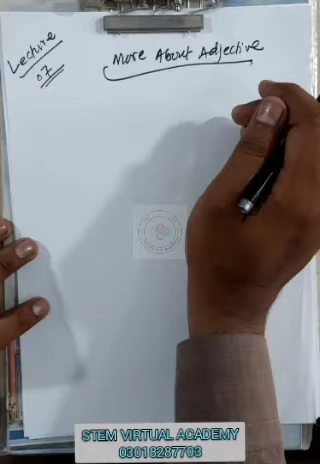 Lecture
07
More About Adjective
STEM VIRTUAL ACADEMY
03018287703